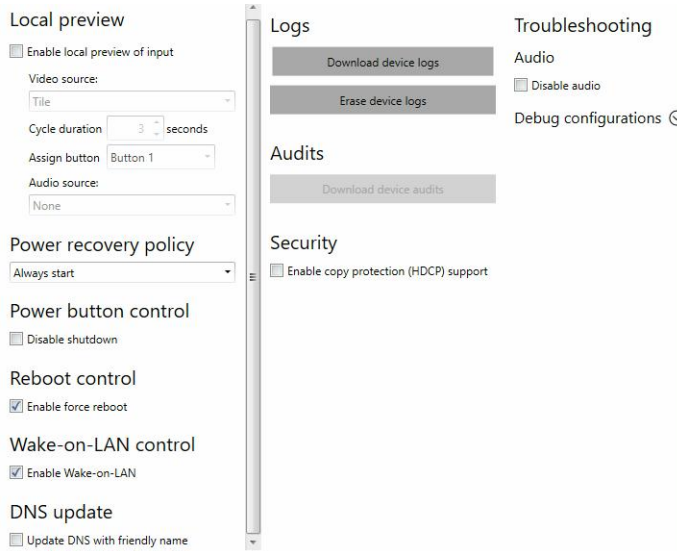 Local preview
Enable local preview of input
Video source:
Tile
Cycle duration 3 seconds
Assign button Button 1
Audio source:
None
Power recovery policy
Always start
Power button control
Disable shutdown
Reboot control
Enable force reboot
Wake-on-LAN control
Enable Wake-on-LAN
DNS update
Update DNS with friendly name
Logs
Download device logs
Erase device logs
Audits
Download device audits
Security
Enable copy protection (HDCP) support
Troubleshooting
Audio
Disable audio
Debug configurations